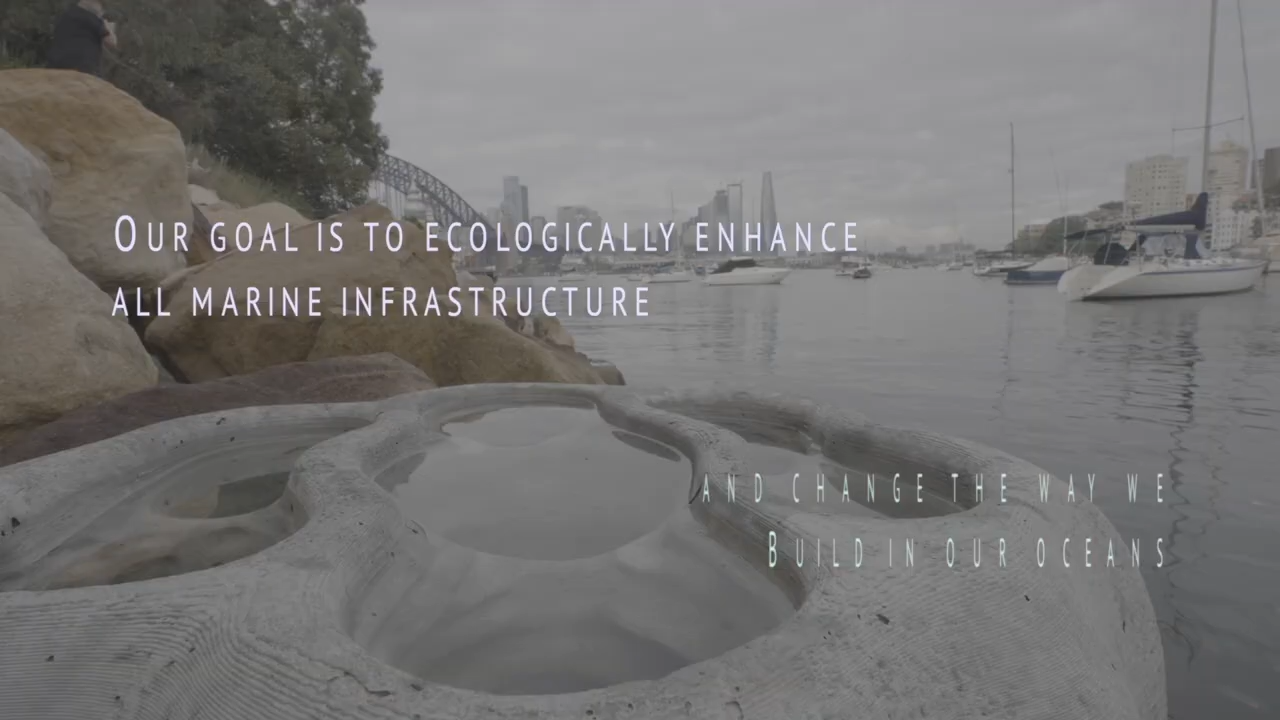 Our goal is to ecologically enhance
all marine infrastructure
and change the way we
Build in our oceans